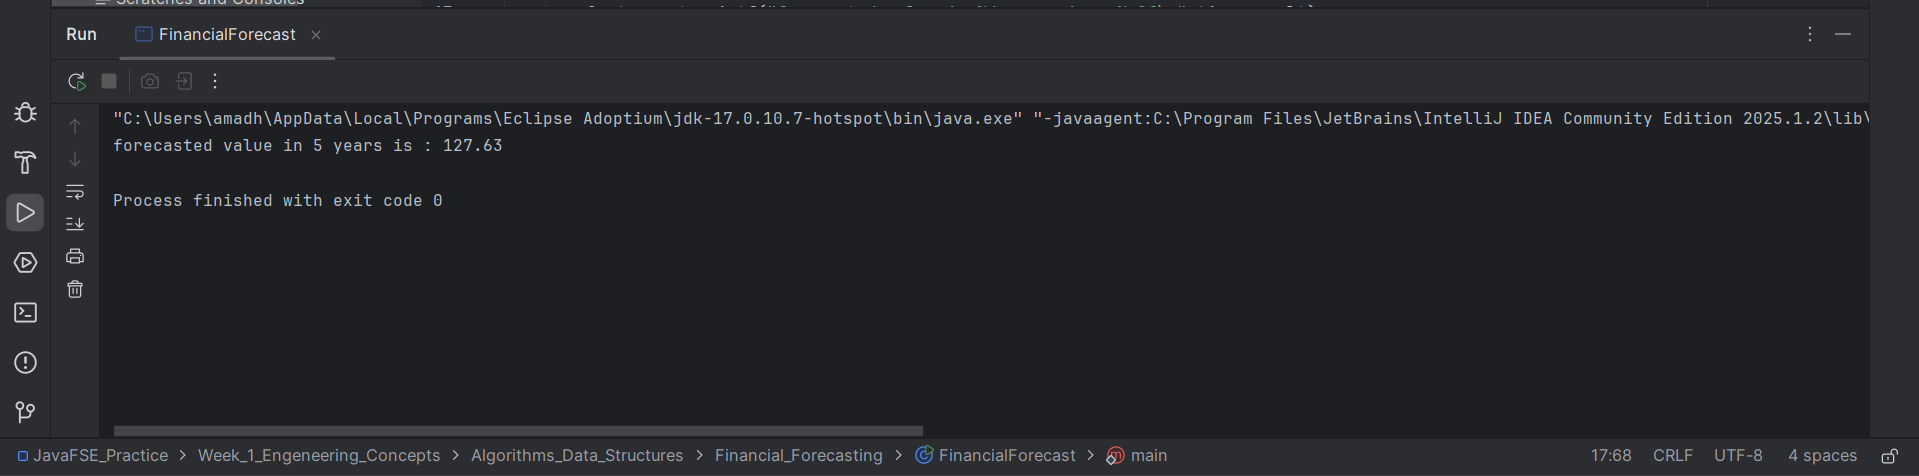 Scratches and Consoles
Run FinancialForecast
"C:\Users\amadh\AppData\Local\Programs\Eclipse Adoptium\jdk-17.0.10.7-hotspot\bin\java.exe" "-javaagent:C:\Program Files\JetBrains\IntelliJ IDEA Community Edition 2025.1.2\lib\
forecasted value in 5 years is : 127.63
Process finished with exit code 0
JavaFSE_Practice > Week_1_Engeneering_Concepts > Algorithms_Data_Structures > Financial_Forecasting > FinancialForecast > main 17:68 CRLF UTF-8 4 spaces